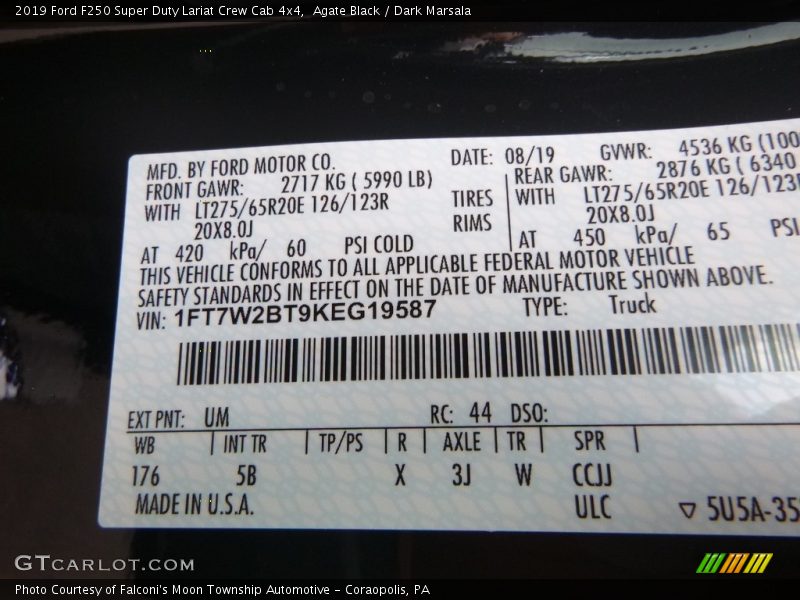 2019 Ford F250 Super Duty Lariat Crew Cab 4x4,  Agate Black / Dark Marsala
MFD. BY FORD MOTOR CO. DATE: 08/19 GVWR: 4536 KG (100
FRONT GAWR: 2717 KG ( 5990 LB) REAR GAWR: 2876 KG ( 6340
WITH LT275/65R20E 126/123R TIRES WITH LT275/65R20E 126/123R
20X8.0J RIMS 20X8.0J
AT 420 kPa/ 60 PSI COLD AT 450 kPa/ 65 PSI
THIS VEHICLE CONFORMS TO ALL APPLICABLE FEDERAL MOTOR VEHICLE
SAFETY STANDARDS IN EFFECT ON THE DATE OF MANUFACTURE SHOWN ABOVE.
VIN: 1FT7W2BT9KEG19587 TYPE: Truck
EXT PNT: UM RC: 44 DSO:
WB INT TR TP/PS R AXLE TR SPR
176 5B X 3J W CCJJ
MADE IN U.S.A. ULC ▽ 5U5A-35
GTCARLOT.COM
Photo Courtesy of Falconi's Moon Township Automotive - Coraopolis, PA